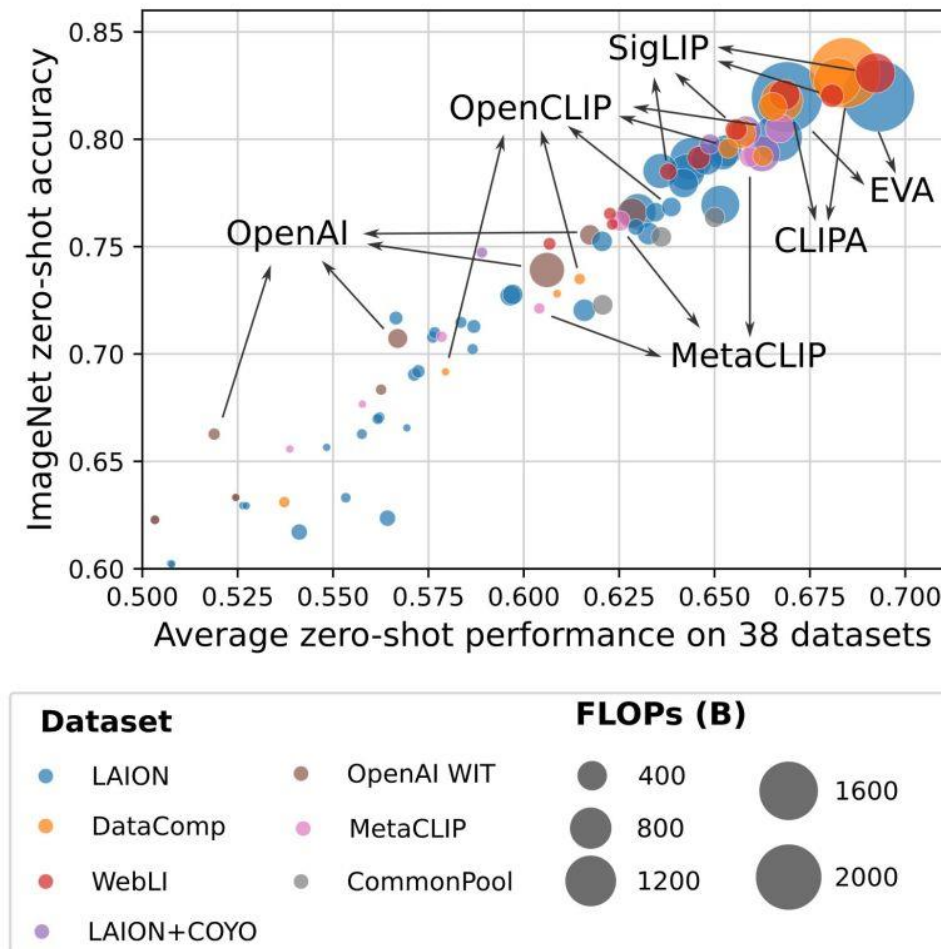 0.85
SigLIP
OpenCLIP
0.80
EVA
OpenAI
CLIPA
0.75
0.70
MetaCLIP
0.65
0.60
ImageNet zero-shot accuracy
0.500 0.525 0.550 0.575 0.600 0.625 0.650 0.675 0.700
Average zero-shot performance on 38 datasets
Dataset
LAION
DataComp
WebLI
LAION+COYO
OpenAI WIT
MetaCLIP
CommonPool
FLOPs (B)
400
800
1200
1600
2000